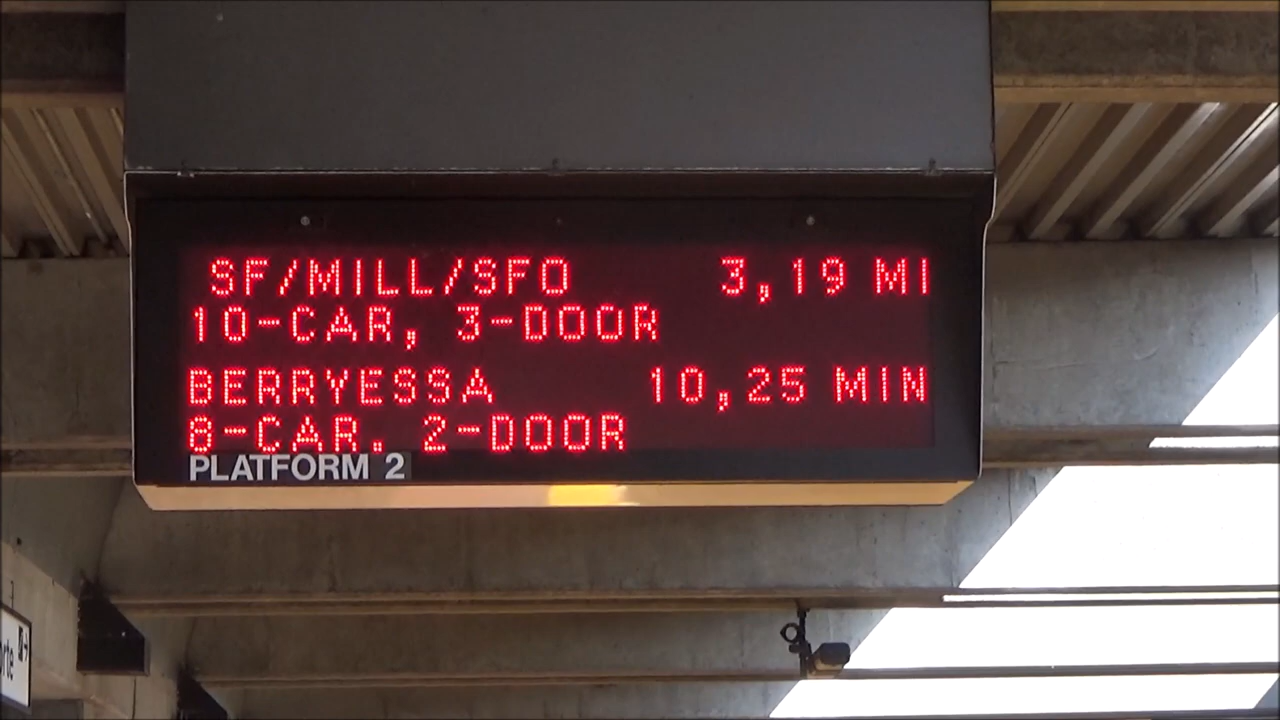 SF/MILL/SFO 3,19 MI
10-CAR, 3-DOOR
BERRYESSA 10,25 MIN
8-CAR, 2-DOOR
PLATFORM 2